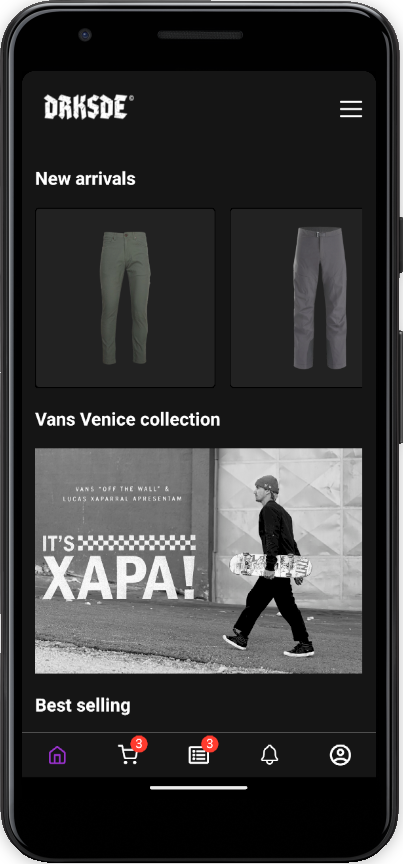 DRKSDE©
New arrivals
Vans Venice collection
VANS "OFF THE WALL" &
LUCAS XAPARRAL APRESENTAM
IT'S
XAPA!
Best selling
3
3